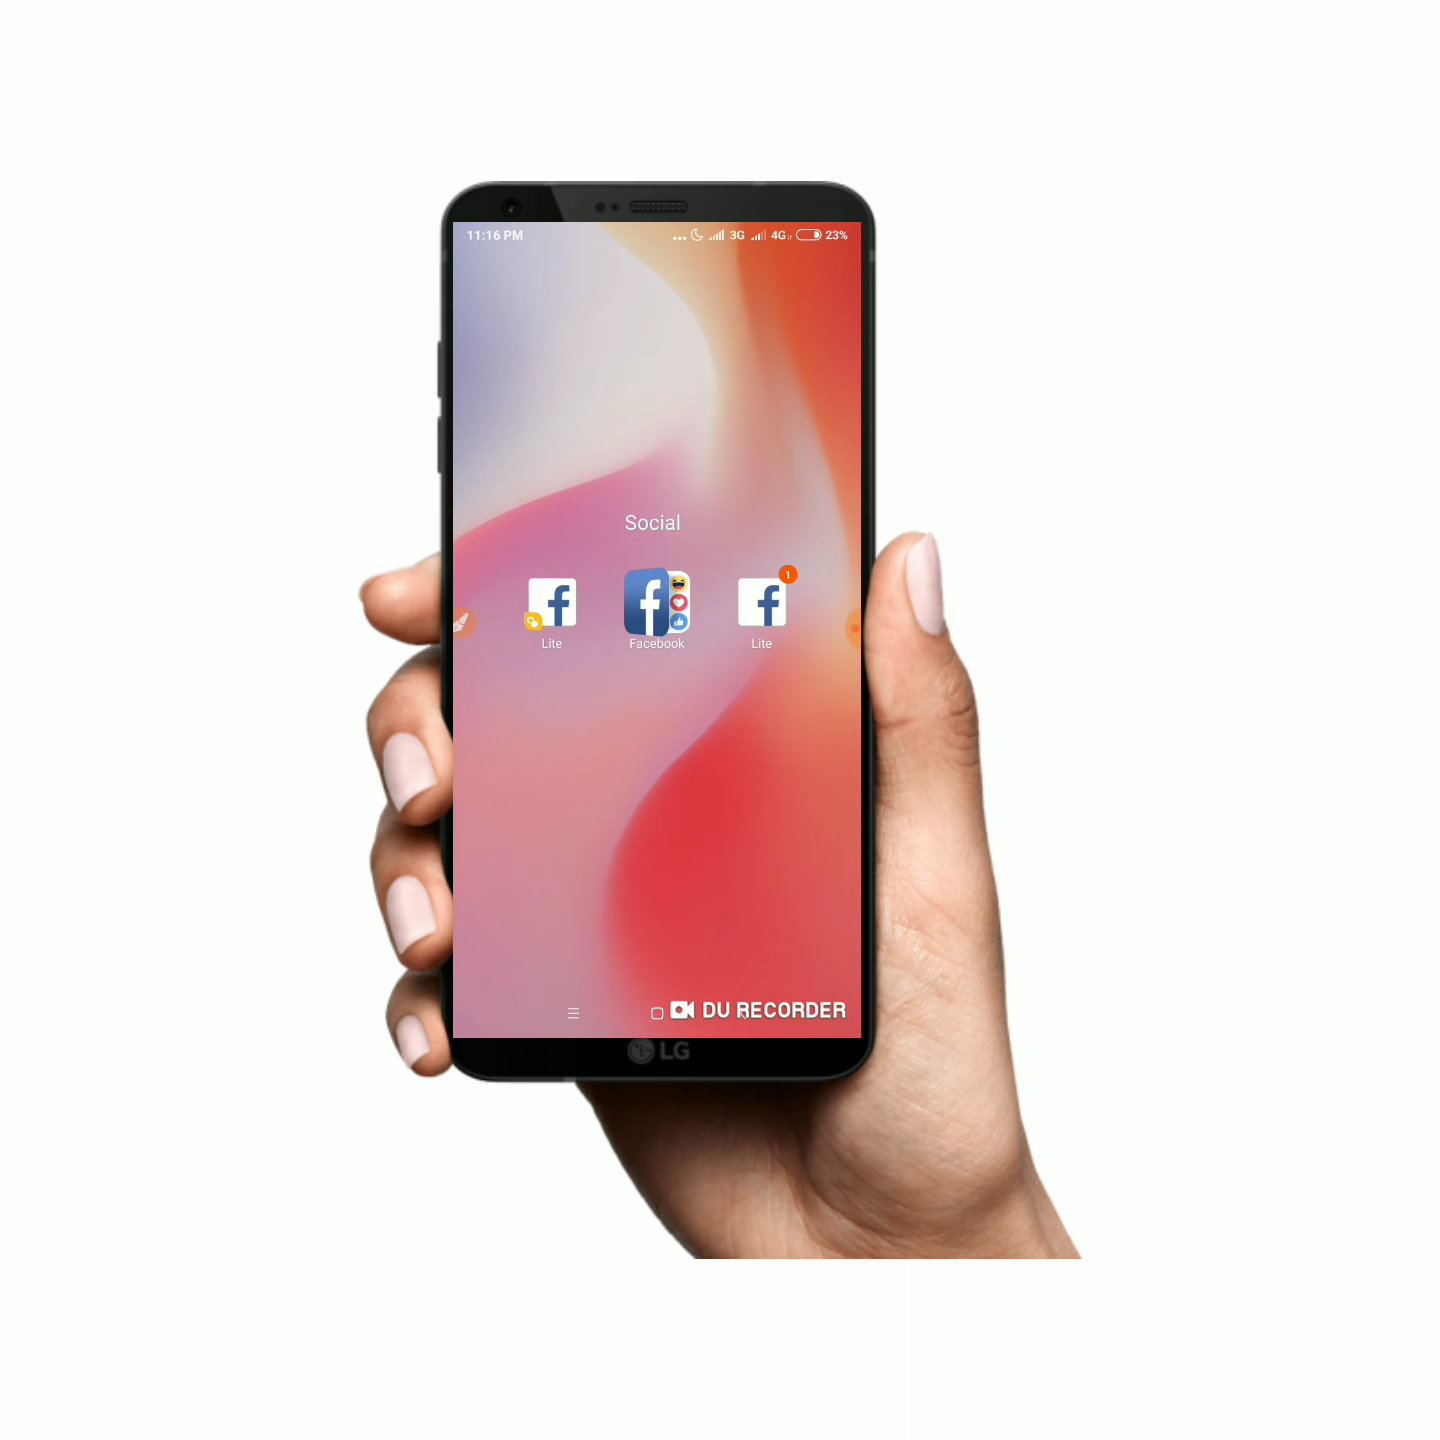 11:16 PM 3G 4G 23%
Social
1
Lite Facebook Lite
DU RECORDER
LG